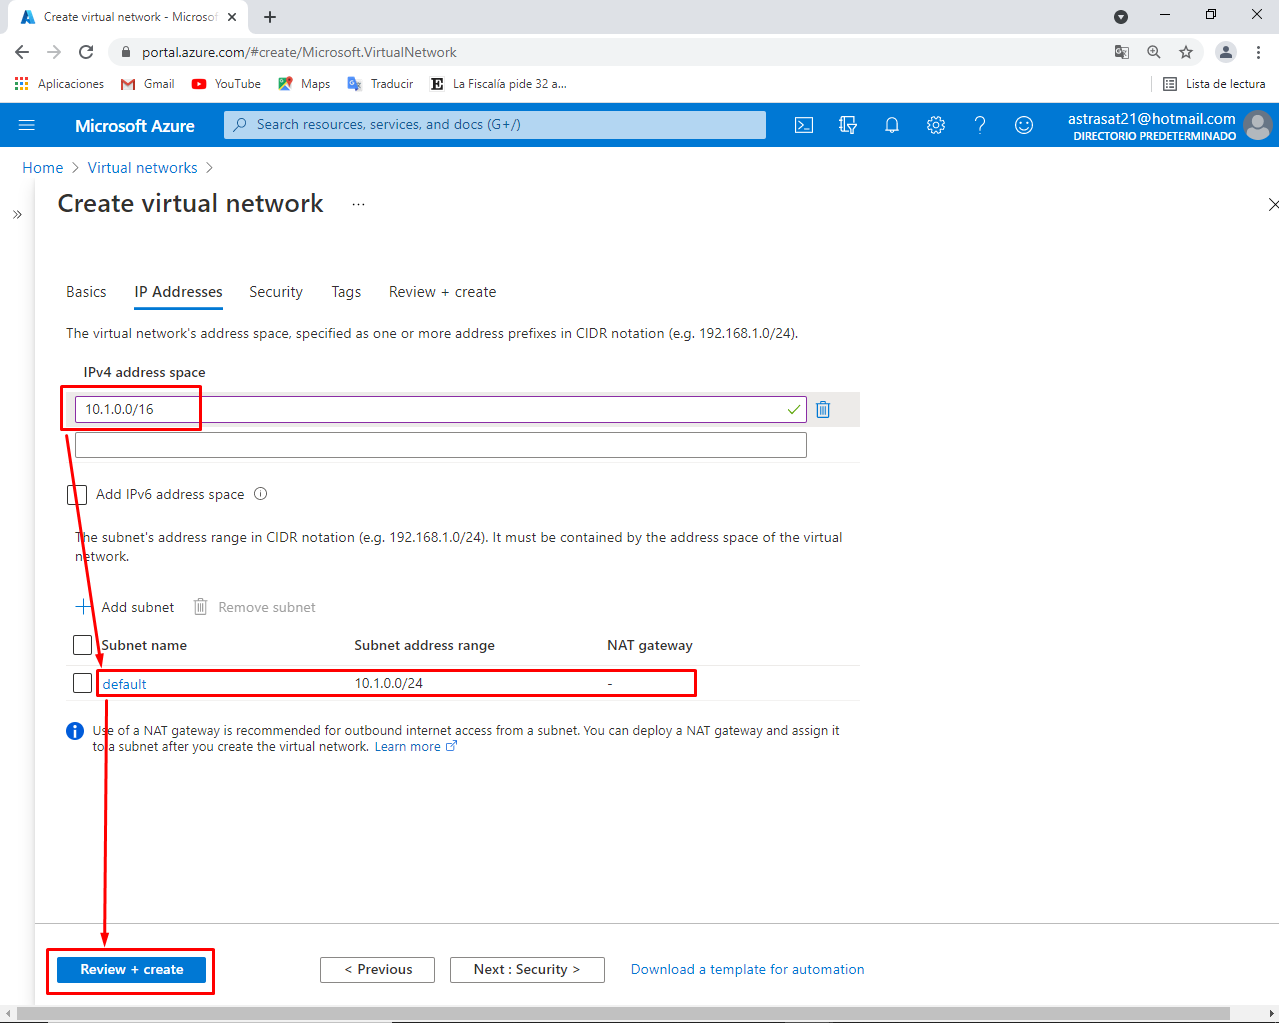 Create virtual network - Microsof
portal.azure.com/#create/Microsoft.VirtualNetwork
Aplicaciones Gmail YouTube Maps Traducir E La Fiscalía pide 32 a... Lista de lectura
Microsoft Azure Search resources, services, and docs (G+/) astrasat21@hotmail.com
DIRECTORIO PREDETERMINADO
Home > Virtual networks >
Create virtual network ...
Basics IP Addresses Security Tags Review + create
The virtual network's address space, specified as one or more address prefixes in CIDR notation (e.g. 192.168.1.0/24).
IPv4 address space
10.1.0.0/16
Add IPv6 address space
The subnet's address range in CIDR notation (e.g. 192.168.1.0/24). It must be contained by the address space of the virtual
network.
+ Add subnet Remove subnet
Subnet name Subnet address range NAT gateway
default 10.1.0.0/24 -
Use of a NAT gateway is recommended for outbound internet access from a subnet. You can deploy a NAT gateway and assign it
to a subnet after you create the virtual network. Learn more
Review + create < Previous Next : Security > Download a template for automation